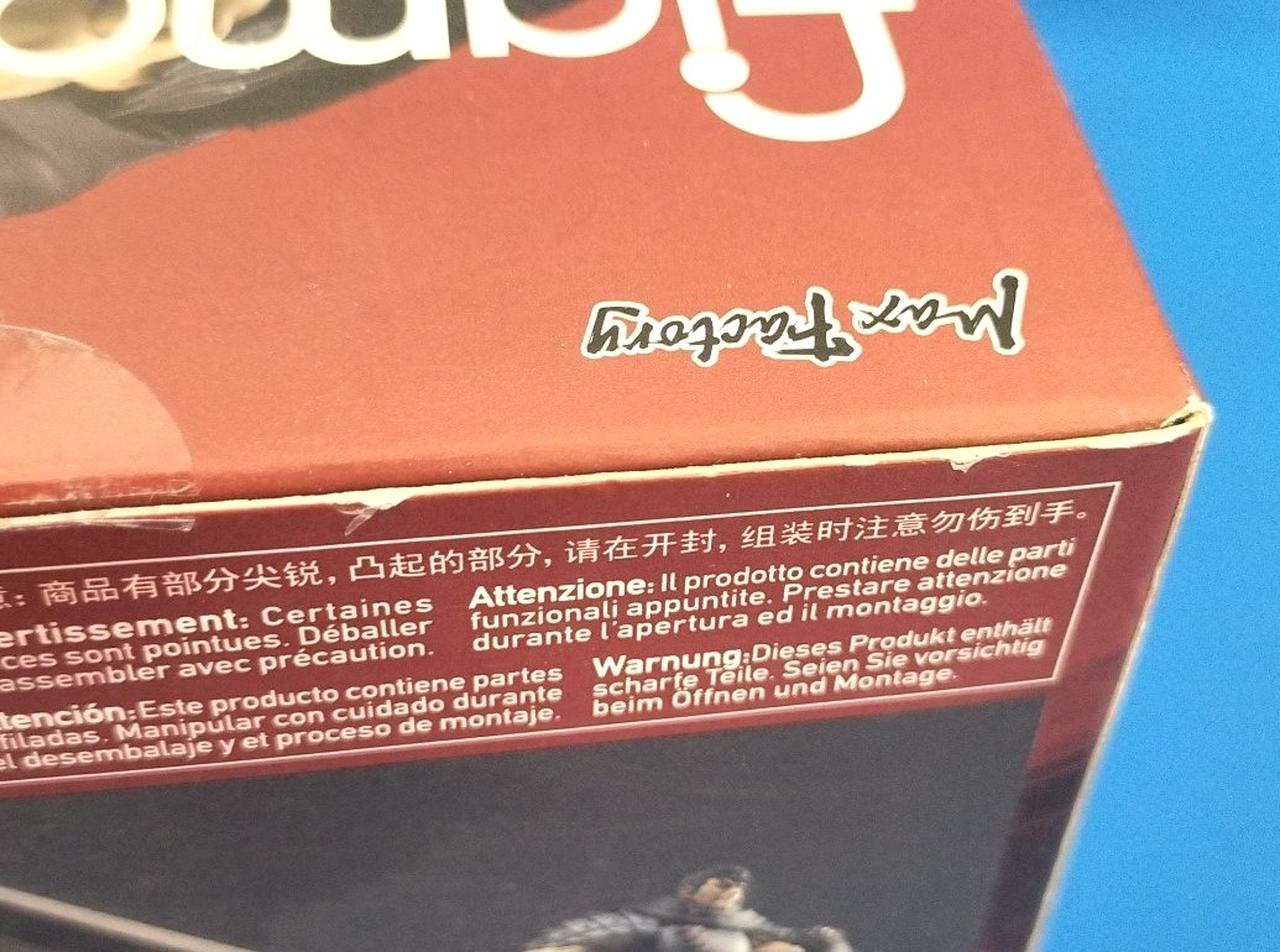 figma
Max Factory
: 商品有部分尖锐，凸起的部分，请在开封，组装时注意勿伤到手。
ertissement: Certaines
ces sont pointues. Déballer
assembler avec précaution.
Attenzione: Il prodotto contiene delle parti
funzionali appuntite. Prestare attenzione
durante l'apertura ed il montaggio.
tención: Este producto contiene partes
filadas. Manipular con cuidado durante
el desembalaje y et proceso de montaje.
Warnung: Dieses Produkt enthält
scharfe Teile. Seien Sie vorsichtig
beim Öffnen und Montage.